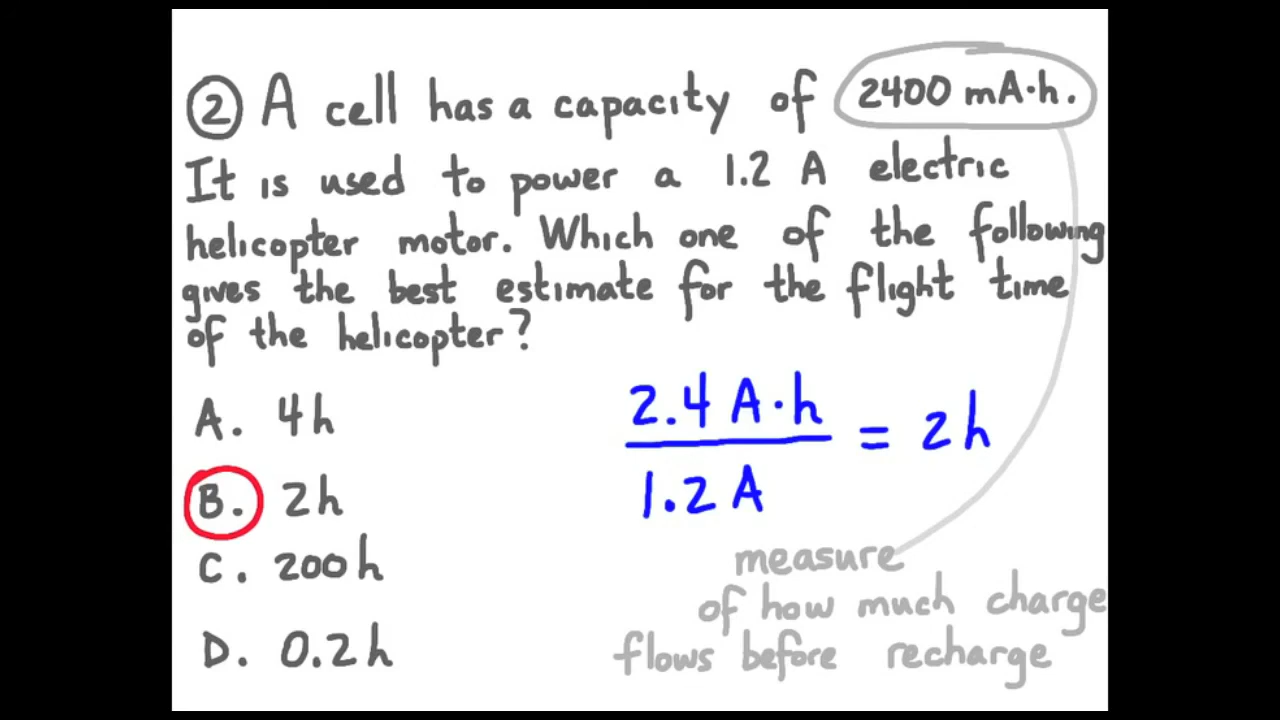 ② A cell has a capacity of 2400 mA·h.
It is used to power a 1.2 A electric
helicopter motor. Which one of the following
gives the best estimate for the flight time
of the helicopter?
A. 4h
B. 2h
C. 200h
D. 0.2h
2.4 A·h
1.2 A
= 2h
measure
of how much charge
flows before recharge